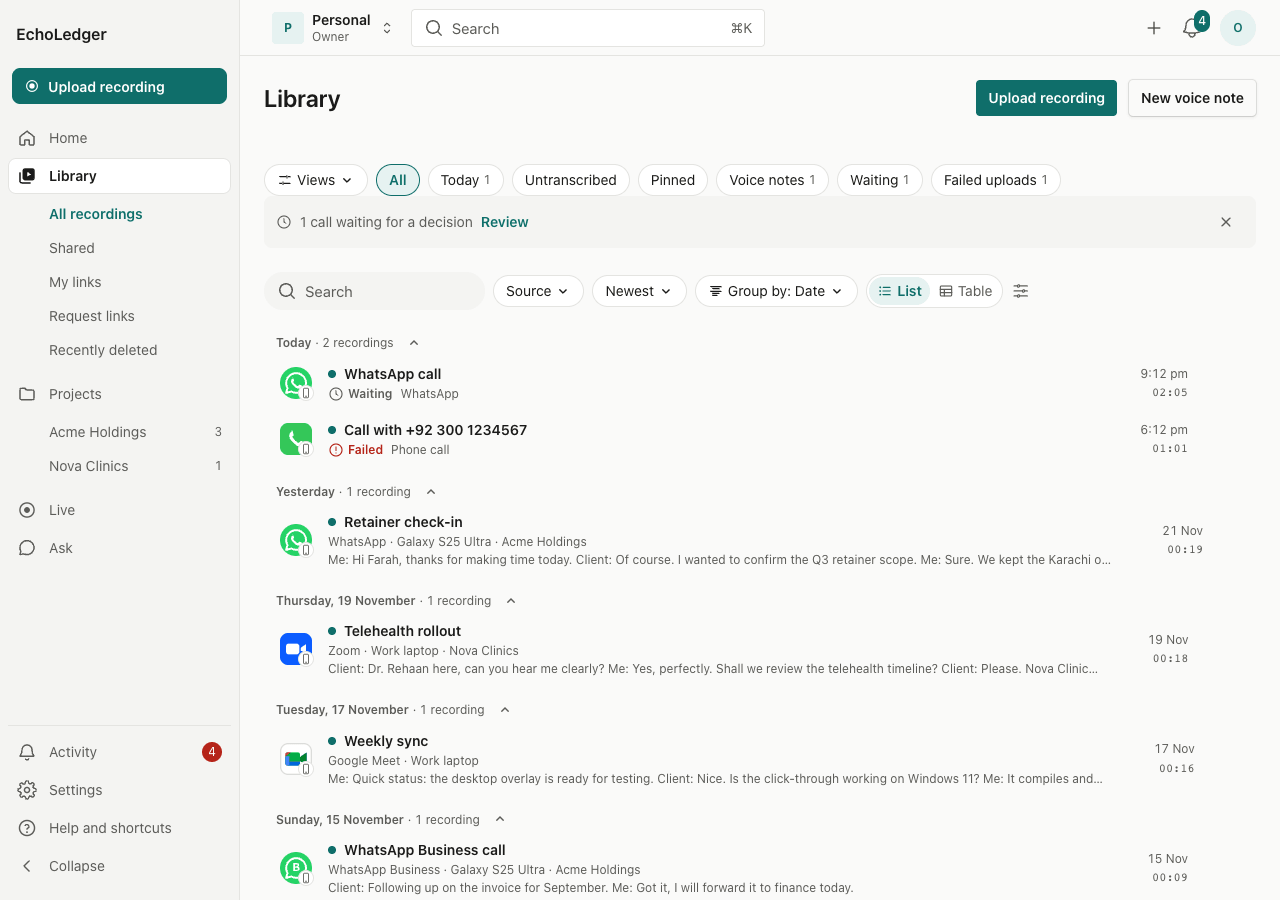 EchoLedger
Upload recording
Home
Library
All recordings
Shared
My links
Request links
Recently deleted
Projects
Acme Holdings 3
Nova Clinics 1
Live
Ask
Activity 4
Settings
Help and shortcuts
Collapse
P Personal
Owner
Search ⌘K
4
O
Library
Upload recording
New voice note
Views All Today 1 Untranscribed Pinned Voice notes 1 Waiting 1 Failed uploads 1
1 call waiting for a decision Review
Search Source Newest Group by: Date List Table
Today · 2 recordings
WhatsApp call 9:12 pm
Waiting WhatsApp 02:05
Call with +92 300 1234567 6:12 pm
Failed Phone call 01:01
Yesterday · 1 recording
Retainer check-in 21 Nov
WhatsApp · Galaxy S25 Ultra · Acme Holdings 00:19
Me: Hi Farah, thanks for making time today. Client: Of course. I wanted to confirm the Q3 retainer scope. Me: Sure. We kept the Karachi o...
Thursday, 19 November · 1 recording
Telehealth rollout 19 Nov
Zoom · Work laptop · Nova Clinics 00:18
Client: Dr. Rehaan here, can you hear me clearly? Me: Yes, perfectly. Shall we review the telehealth timeline? Client: Please. Nova Clinic...
Tuesday, 17 November · 1 recording
Weekly sync 17 Nov
Google Meet · Work laptop 00:16
Me: Quick status: the desktop overlay is ready for testing. Client: Nice. Is the click-through working on Windows 11? Me: It compiles and...
Sunday, 15 November · 1 recording
B WhatsApp Business call 15 Nov
WhatsApp Business · Galaxy S25 Ultra · Acme Holdings 00:09
Client: Following up on the invoice for September. Me: Got it, I will forward it to finance today.